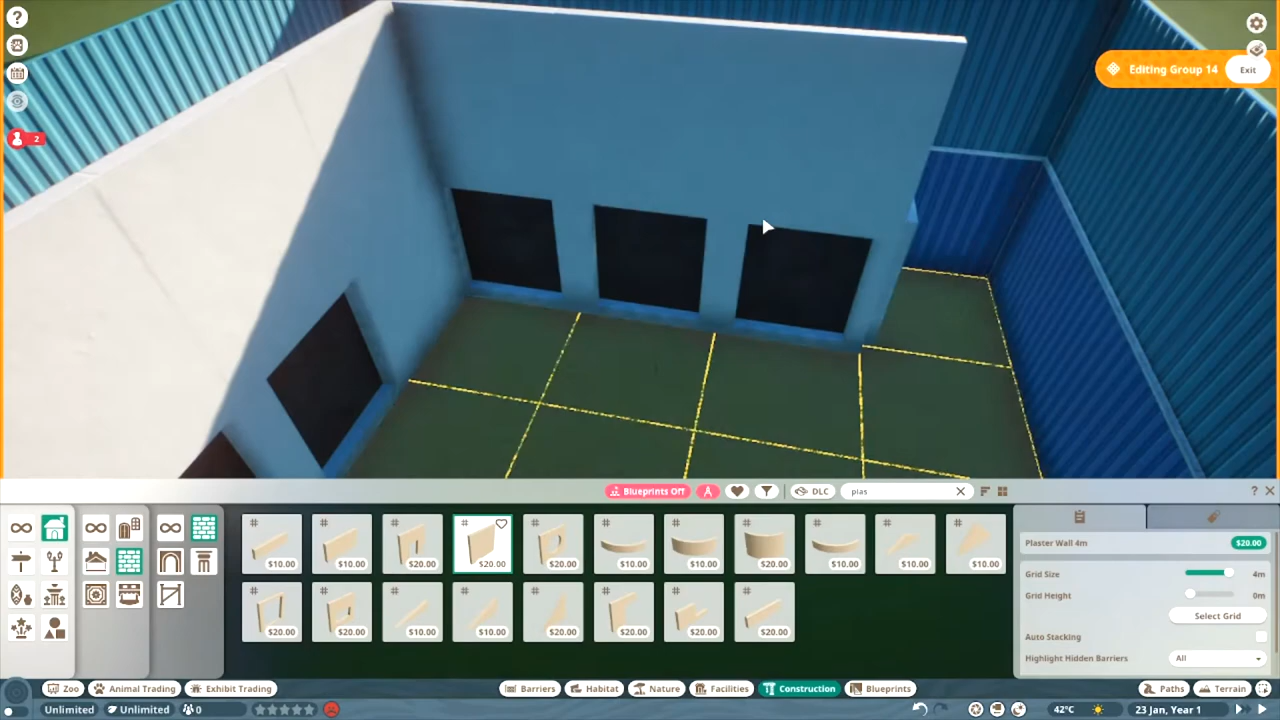 ?
Editing Group 14 Exit
2
Blueprints Off DLC plas ? X
# $10.00 # $10.00 # $20.00 # $20.00 # $20.00 # $10.00 # $10.00 # $20.00 # $10.00 # $10.00 # $10.00
# $20.00 # $20.00 # $10.00 # $10.00 # $20.00 # $20.00 # $20.00 # $20.00
Plaster Wall 4m $20.00
Grid Size 4m
Grid Height 0m
Select Grid
Auto Stacking
Highlight Hidden Barriers All
Zoo Animal Trading Exhibit Trading Barriers Habitat Nature Facilities Construction Blueprints Paths Terrain
Unlimited Unlimited 0 42°C 23 Jan, Year 1